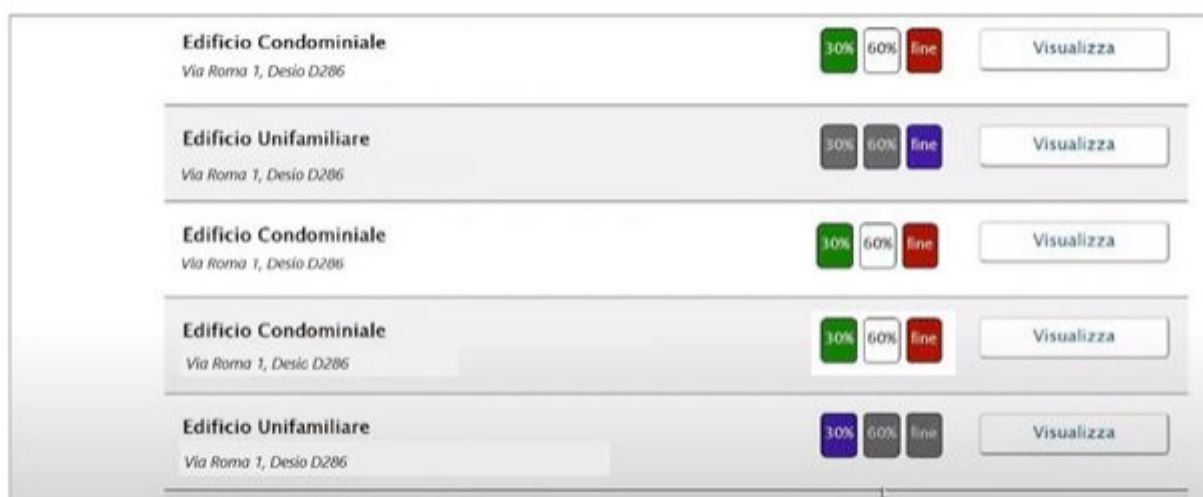 Edificio Condominiale
Via Roma 1, Desio D286
30% 60% fine Visualizza
Edificio Unifamiliare
Via Roma 1, Desio D286
30% 60% fine Visualizza
Edificio Condominiale
Via Roma 1, Desio D286
30% 60% fine Visualizza
Edificio Condominiale
Via Roma 1, Desio D286
30% 60% fine Visualizza
Edificio Unifamiliare
Via Roma 1, Desio D286
30% 60% fine Visualizza